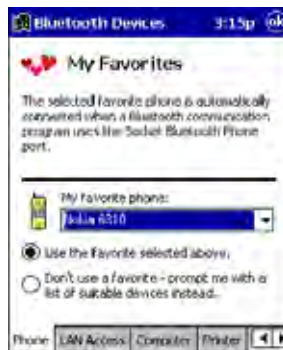 Bluetooth Devices 3:15p ok
My Favorites
The selected favorite phone is automatically
connected when a Bluetooth communication
program uses the Socket Bluetooth Phone
port.
My favorite phone:
Nokia 6310
Use the favorite selected above.
Don't use a favorite - prompt me with a
list of suitable devices instead.
Phone LAN Access Computer Printer